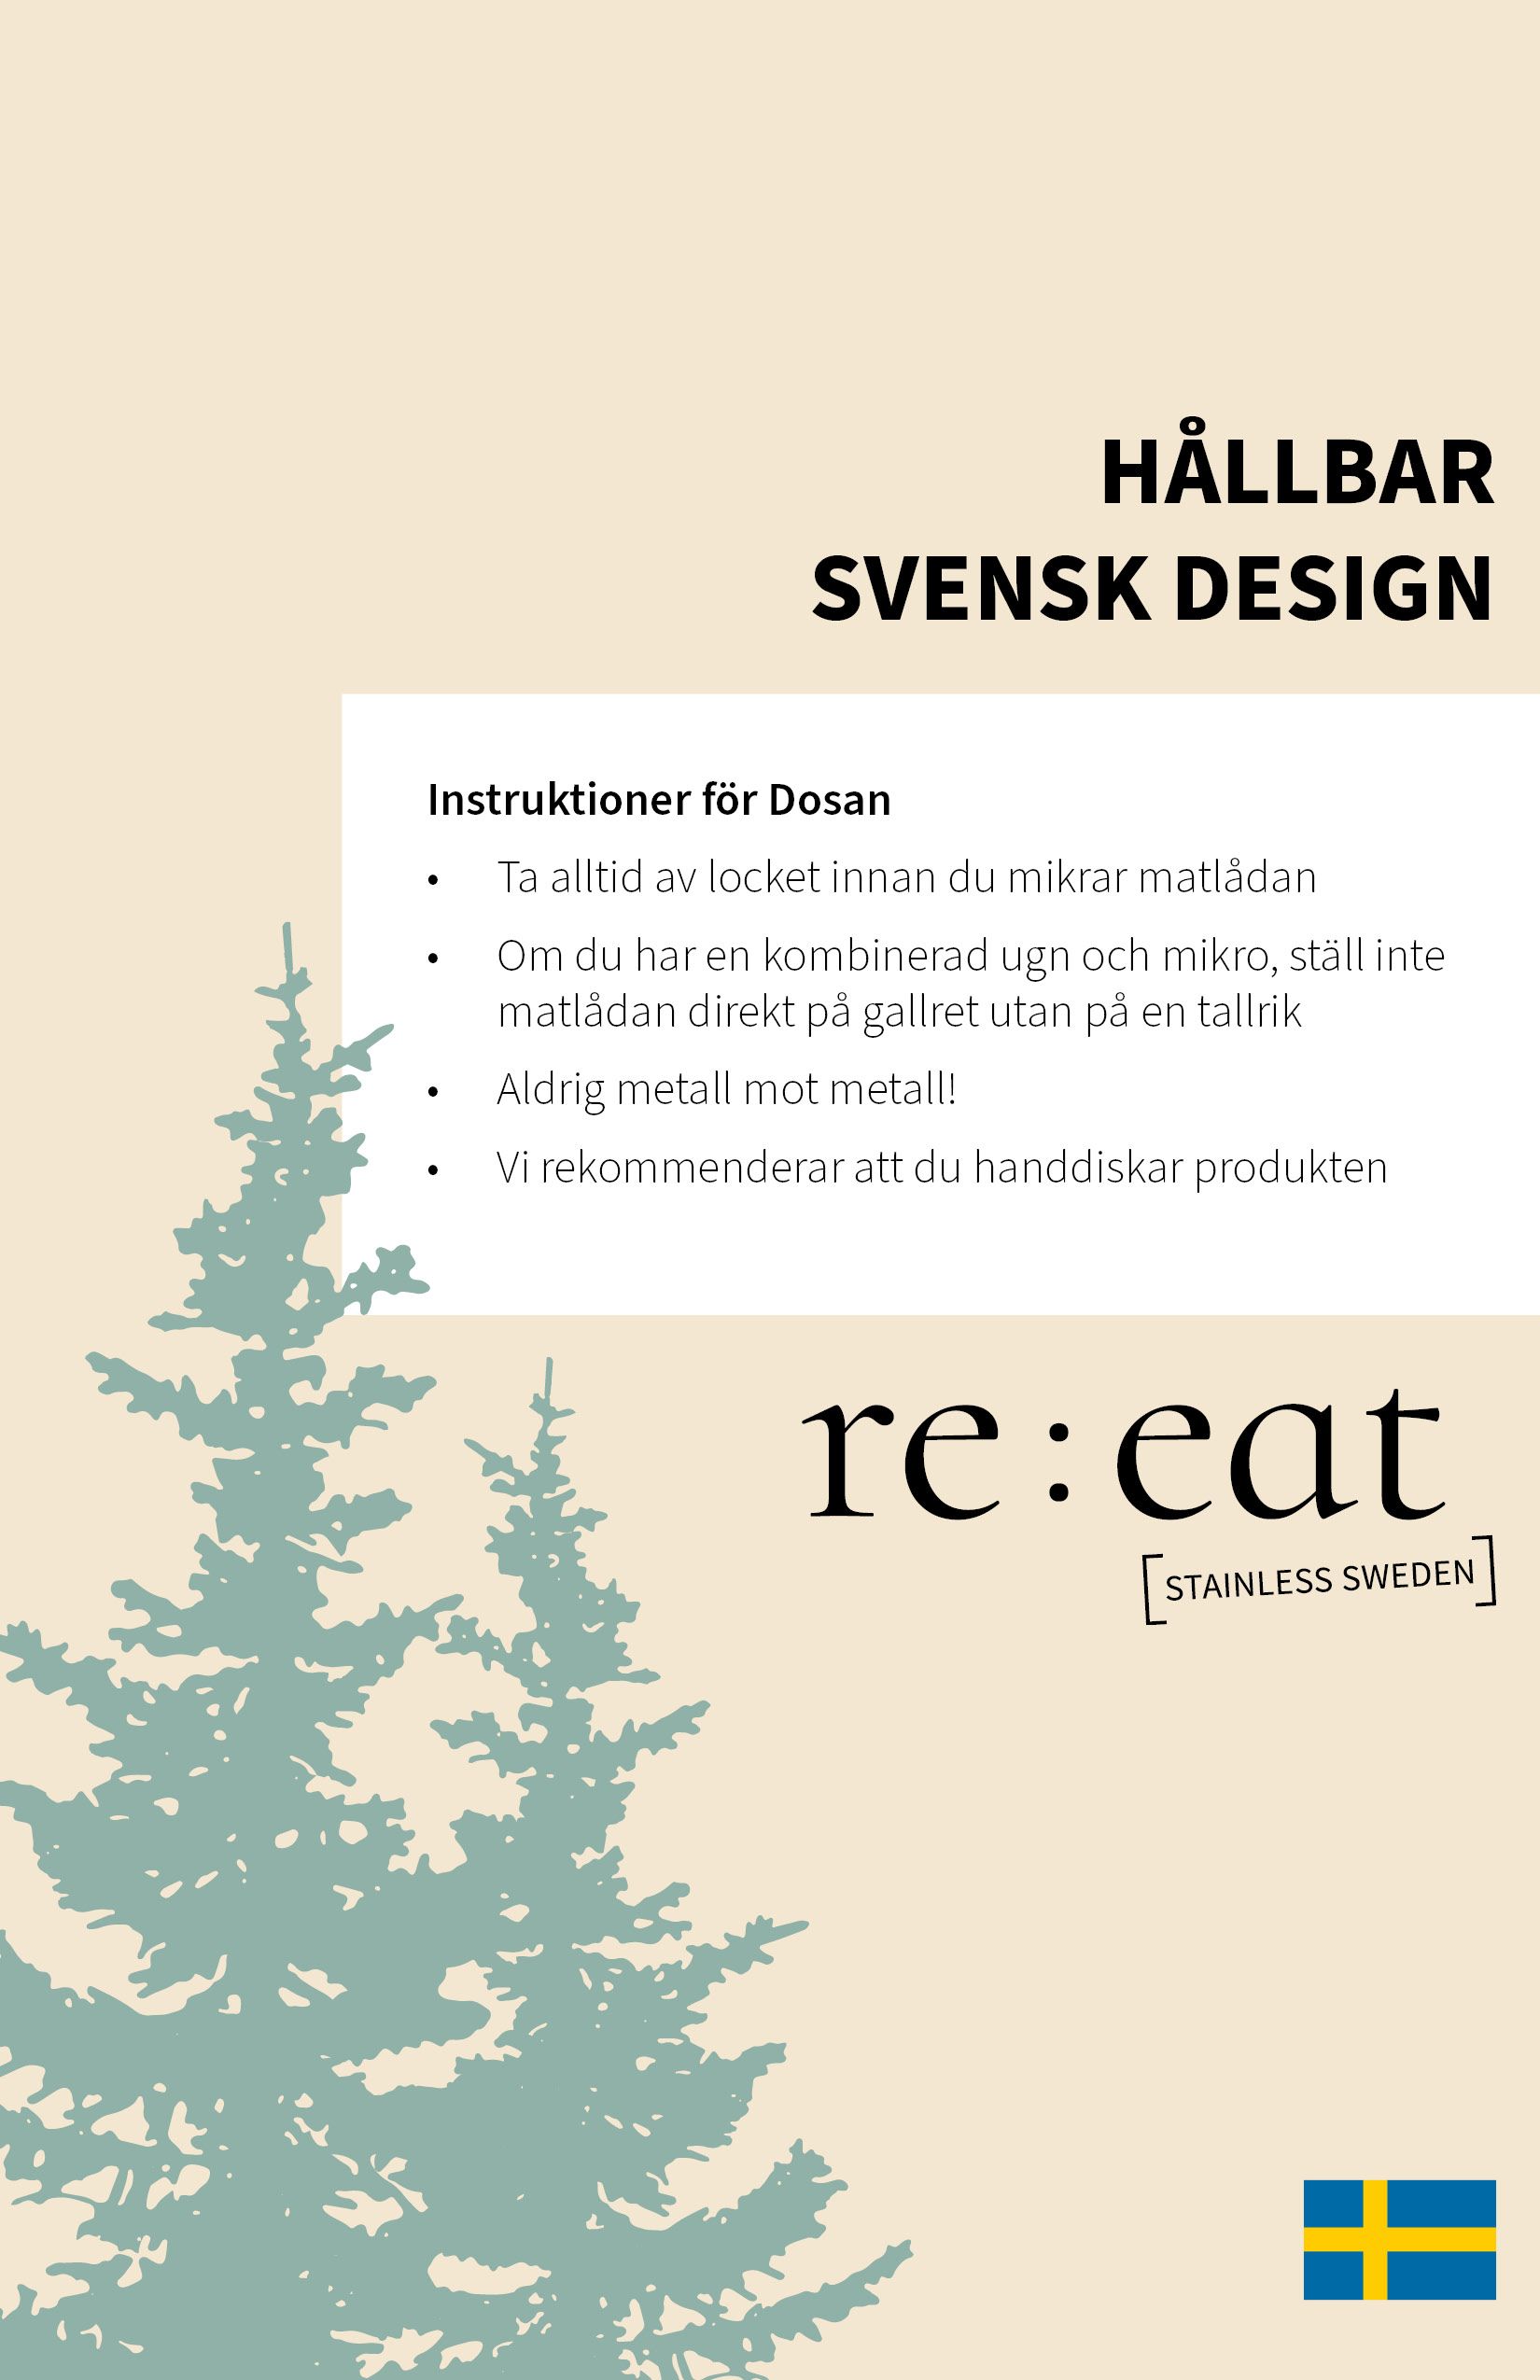 HÅLLBAR
SVENSK DESIGN
Instruktioner för Dosan
• Ta alltid av locket innan du mikrar matlådan
• Om du har en kombinerad ugn och mikro, ställ inte
matlådan direkt på gallret utan på en tallrik
• Aldrig metall mot metall!
• Vi rekommenderar att du handdiskar produkten
re:eat
[STAINLESS SWEDEN]